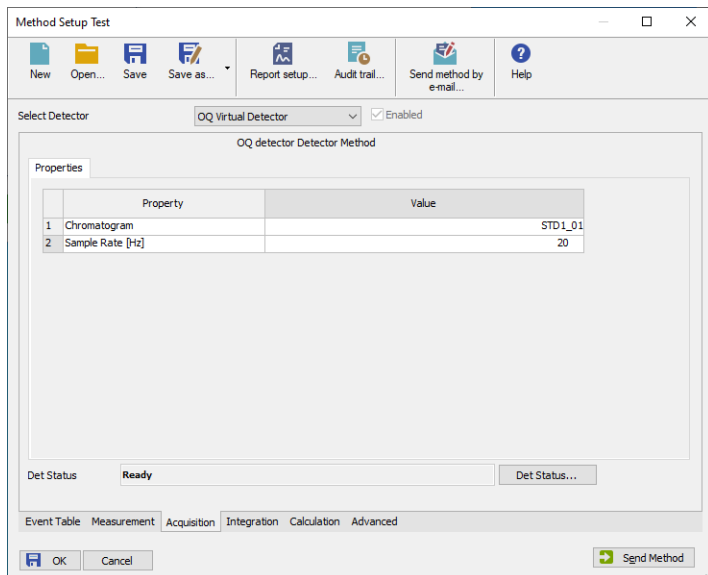 Method Setup Test
New Open... Save Save as... Report setup... Audit trail... Send method by e-mail... Help
Select Detector OQ Virtual Detector Enabled
OQ detector Detector Method
Properties
Property Value
1 Chromatogram STD1_01
2 Sample Rate [Hz] 20
Det Status Ready Det Status...
Event Table Measurement Acquisition Integration Calculation Advanced
OK Cancel Send Method